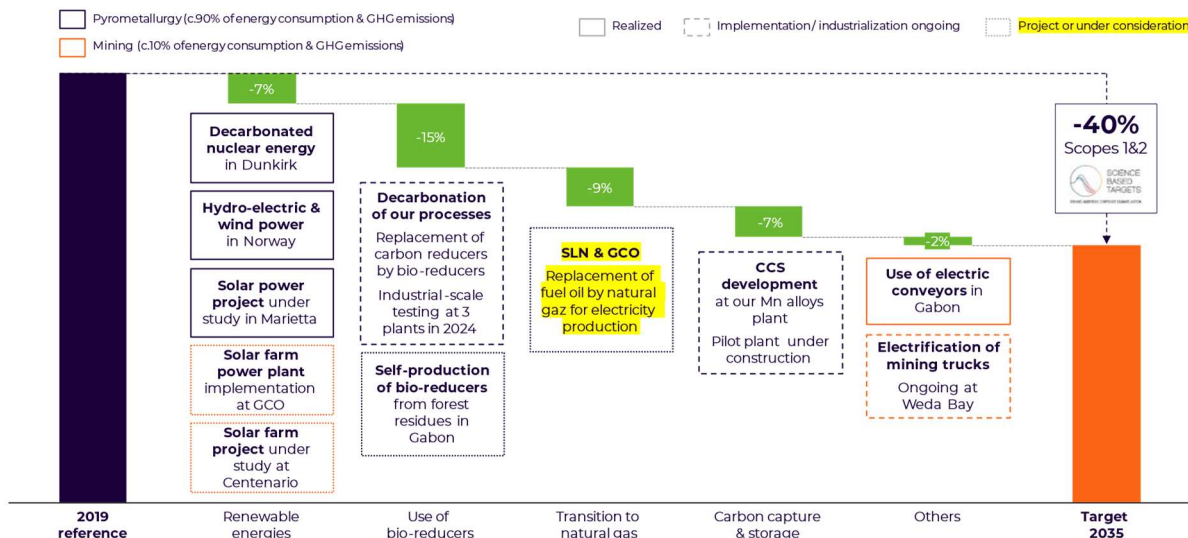 Pyrometallurgy (c.90% of energy consumption & GHG emissions)
Mining (c.10% of energy consumption & GHG emissions)
Realized
Implementation/ industrialization ongoing
Project or under consideration
-7%
-15%
-9%
-7%
-2%
-40%
Scopes 1&2
SCIENCE
BASED
TARGETS
Decarbonated
nuclear energy
in Dunkirk
Hydro-electric &
wind power
in Norway
Solar power
project under
study in Marietta
Solar farm
power plant
implementation
at GCO
Solar farm
project under
study at
Centenario
Decarbonation
of our processes
Replacement of
carbon reducers
by bio-reducers
Industrial -scale
testing at 3
plants in 2024
Self-production
of bio-reducers
from forest
residues in
Gabon
SLN & GCO
Replacement of
fuel oil by natural
gaz for electricity
production
CCS
development
at our Mn alloys
plant
Pilot plant under
construction
Use of electric
conveyors in
Gabon
Electrification of
mining trucks
Ongoing at
Weda Bay
2019
reference
Renewable
energies
Use of
bio-reducers
Transition to
natural gas
Carbon capture
& storage
Others
Target
2035